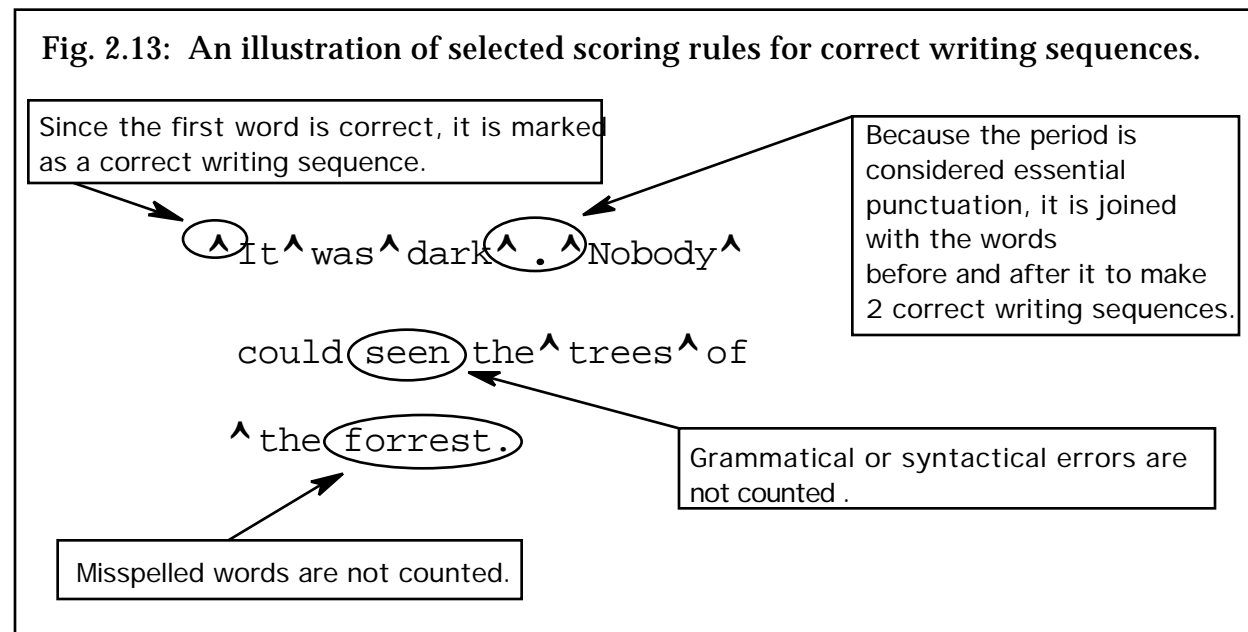 Fig. 2.13: An illustration of selected scoring rules for correct writing sequences.
Since the first word is correct, it is marked
as a correct writing sequence.
Because the period is
considered essential
punctuation, it is joined
with the words
before and after it to make
2 correct writing sequences.
^It^was^dark^.^Nobody^
could seen the^trees^of
^the forrest.
Grammatical or syntactical errors are
not counted .
Misspelled words are not counted.